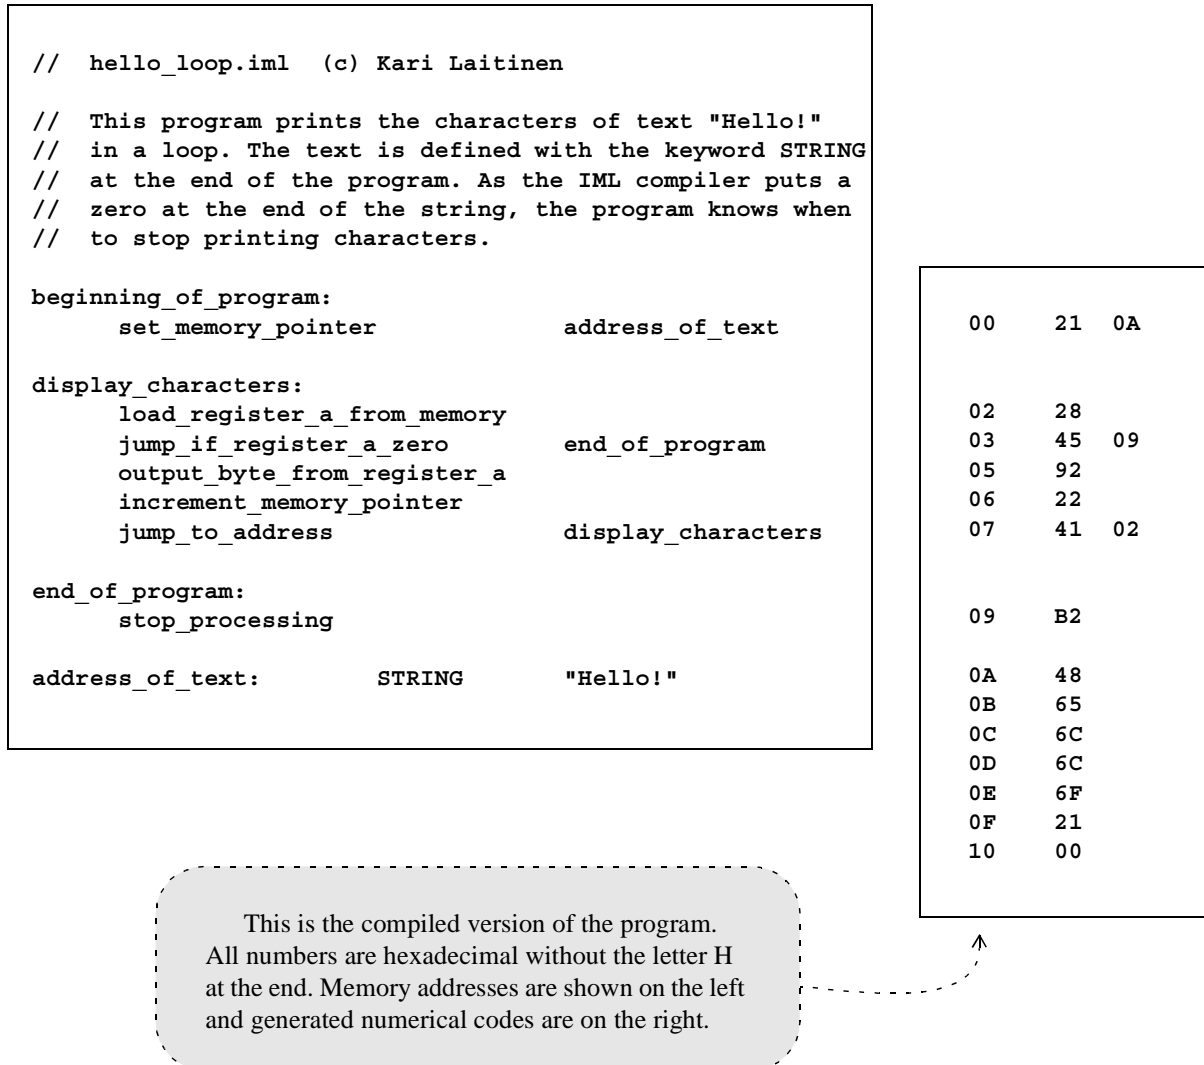 // hello_loop.iml (c) Kari Laitinen
// This program prints the characters of text "Hello!"
// in a loop. The text is defined with the keyword STRING
// at the end of the program. As the IML compiler puts a
// zero at the end of the string, the program knows when
// to stop printing characters.
beginning_of_program:
set_memory_pointer address_of_text
display_characters:
load_register_a_from_memory
jump_if_register_a_zero end_of_program
output_byte_from_register_a
increment_memory_pointer
jump_to_address display_characters
end_of_program:
stop_processing
address_of_text: STRING "Hello!"
00 21 0A
02 28
03 45 09
05 92
06 22
07 41 02
09 B2
0A 48
0B 65
0C 6C
0D 6C
0E 6F
0F 21
10 00
This is the compiled version of the program.
All numbers are hexadecimal without the letter H
at the end. Memory addresses are shown on the left
and generated numerical codes are on the right.